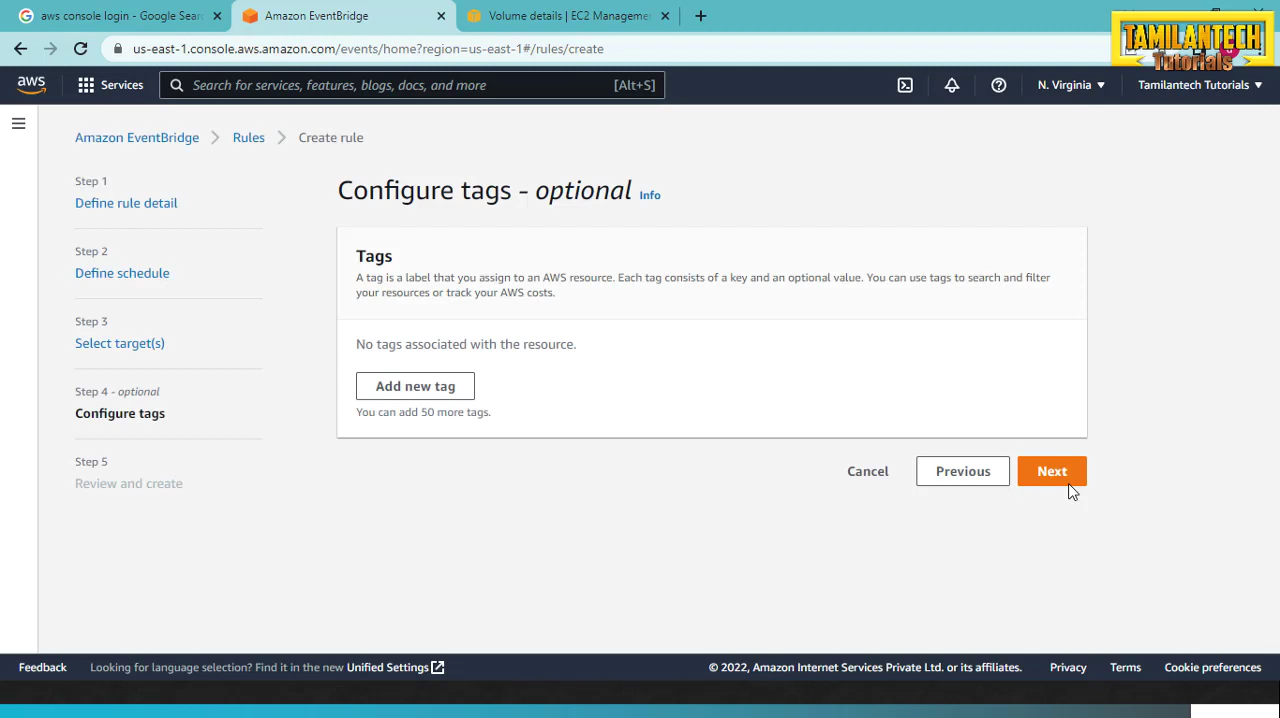 aws console login - Google Sear
Amazon EventBridge
Volume details | EC2 Manageme
us-east-1.console.aws.amazon.com/events/home?region=us-east-1#/rules/create
TAMILANTECH
Tutorials
aws
Services
Search for services, features, blogs, docs, and more
[Alt+S]
N. Virginia
Tamilantech Tutorials
Amazon EventBridge
Rules
Create rule
Step 1
Define rule detail
Step 2
Define schedule
Step 3
Select target(s)
Step 4 - optional
Configure tags
Step 5
Review and create
Configure tags - optional Info
Tags
A tag is a label that you assign to an AWS resource. Each tag consists of a key and an optional value. You can use tags to search and filter
your resources or track your AWS costs.
No tags associated with the resource.
Add new tag
You can add 50 more tags.
Cancel
Previous
Next
Feedback
Looking for language selection? Find it in the new Unified Settings
© 2022, Amazon Internet Services Private Ltd. or its affiliates.
Privacy
Terms
Cookie preferences